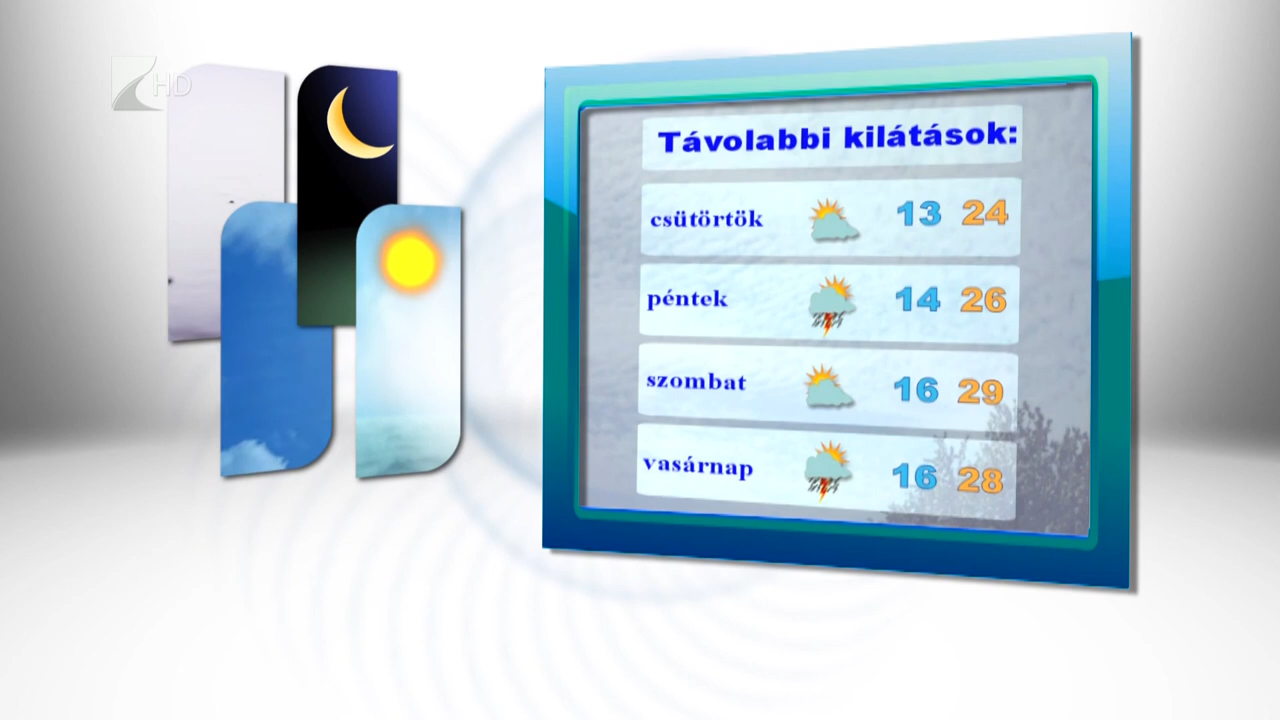 HD
Távolabbi kilátások:
csütörtök 13 24
péntek 14 26
szombat 16 29
vasárnap 16 28